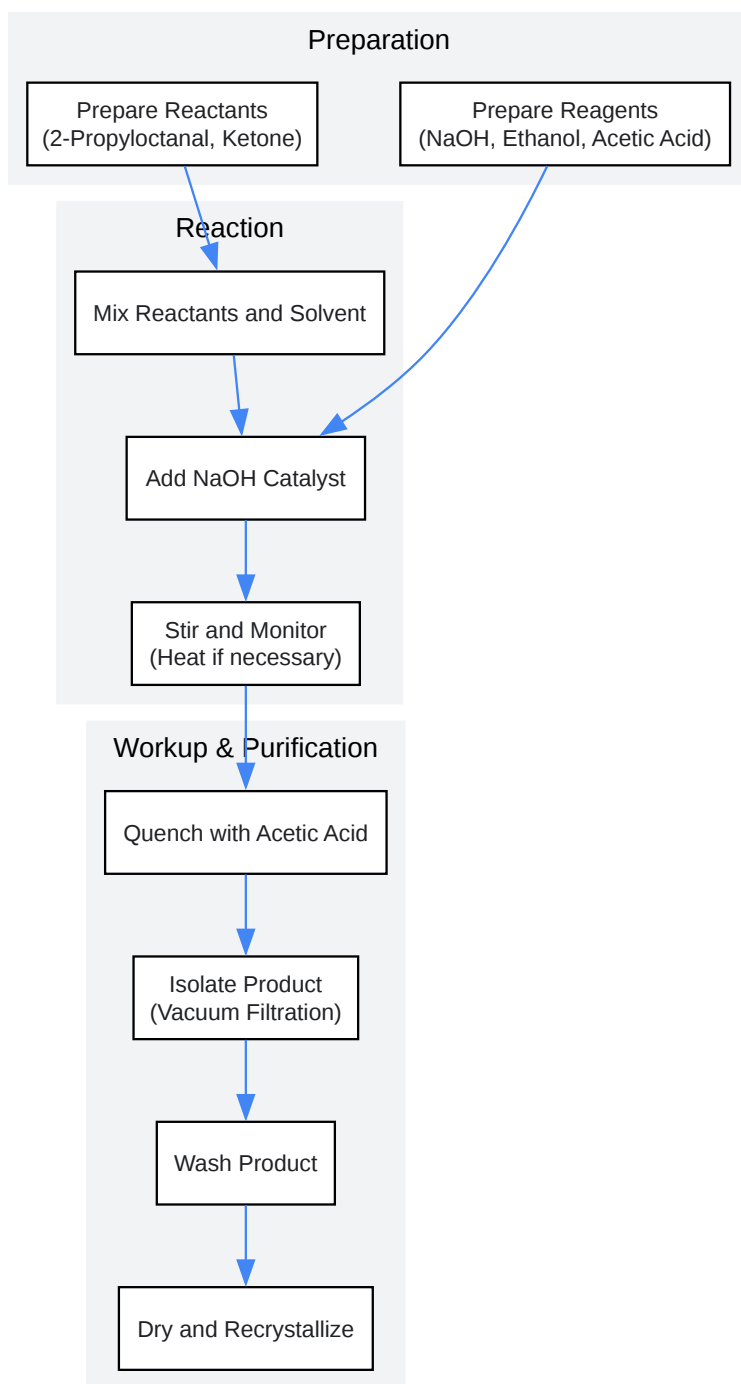 Preparation
Prepare Reactants
(2-Propyloctanal, Ketone)
Prepare Reagents
(NaOH, Ethanol, Acetic Acid)
Reaction
Mix Reactants and Solvent
Add NaOH Catalyst
Stir and Monitor
(Heat if necessary)
Workup & Purification
Quench with Acetic Acid
Isolate Product
(Vacuum Filtration)
Wash Product
Dry and Recrystallize